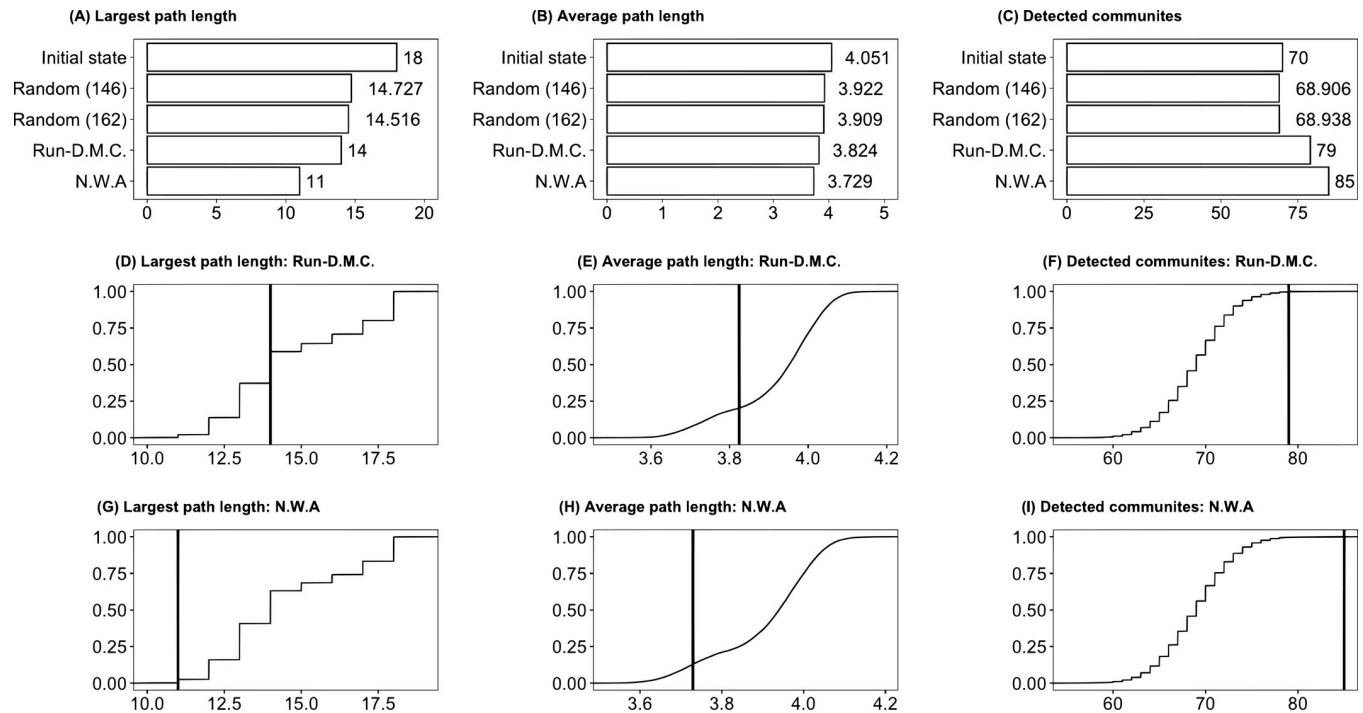 (A) Largest path length
Initial state
18
Random (146)
14.727
Random (162)
14.516
Run-D.M.C.
14
N.W.A
11
0 5 10 15 20
(B) Average path length
Initial state
4.051
Random (146)
3.922
Random (162)
3.909
Run-D.M.C.
3.824
N.W.A
3.729
0 1 2 3 4 5
(C) Detected communites
Initial state
70
Random (146)
68.906
Random (162)
68.938
Run-D.M.C.
79
N.W.A
85
0 25 50 75
(D) Largest path length: Run-D.M.C.
1.00
0.75
0.50
0.25
0.00
10.0 12.5 15.0 17.5
(E) Average path length: Run-D.M.C.
1.00
0.75
0.50
0.25
0.00
3.6 3.8 4.0 4.2
(F) Detected communites: Run-D.M.C.
1.00
0.75
0.50
0.25
0.00
60 70 80
(G) Largest path length: N.W.A
1.00
0.75
0.50
0.25
0.00
10.0 12.5 15.0 17.5
(H) Average path length: N.W.A
1.00
0.75
0.50
0.25
0.00
3.6 3.8 4.0 4.2
(I) Detected communites: N.W.A
1.00
0.75
0.50
0.25
0.00
60 70 80